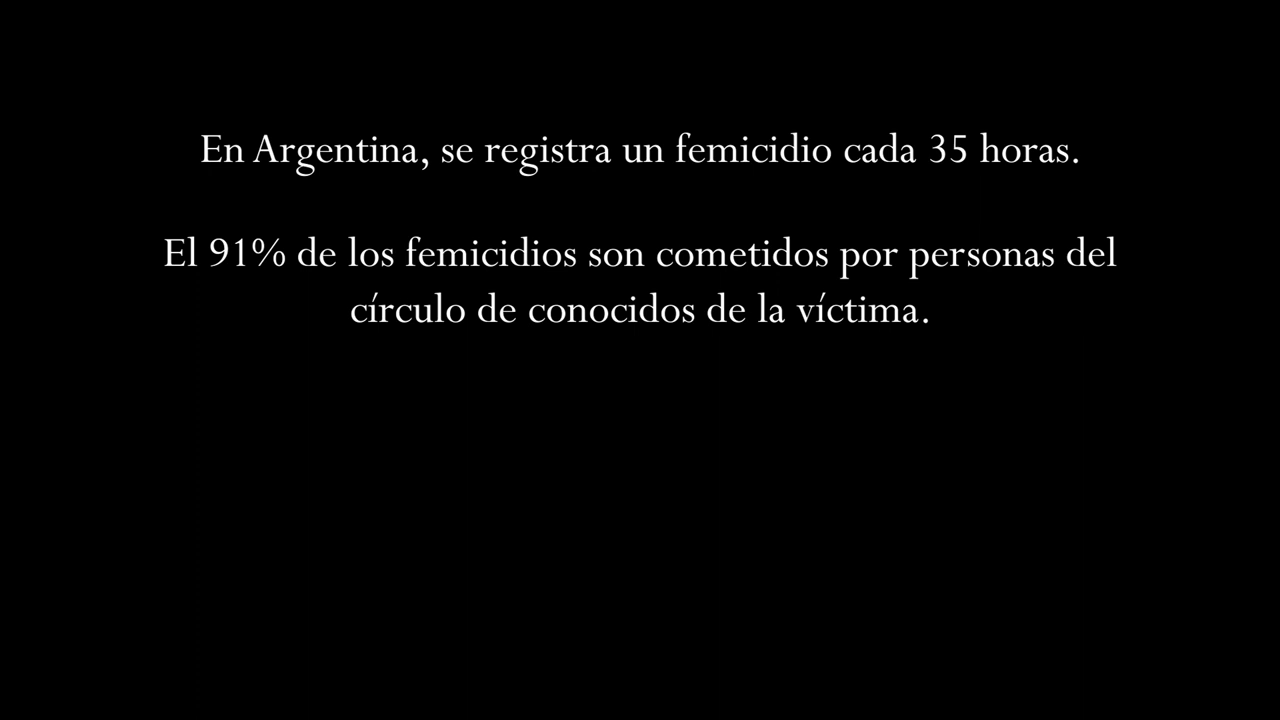 En Argentina, se registra un femicidio cada 35 horas.
El 91% de los femicidios son cometidos por personas del
círculo de conocidos de la víctima.